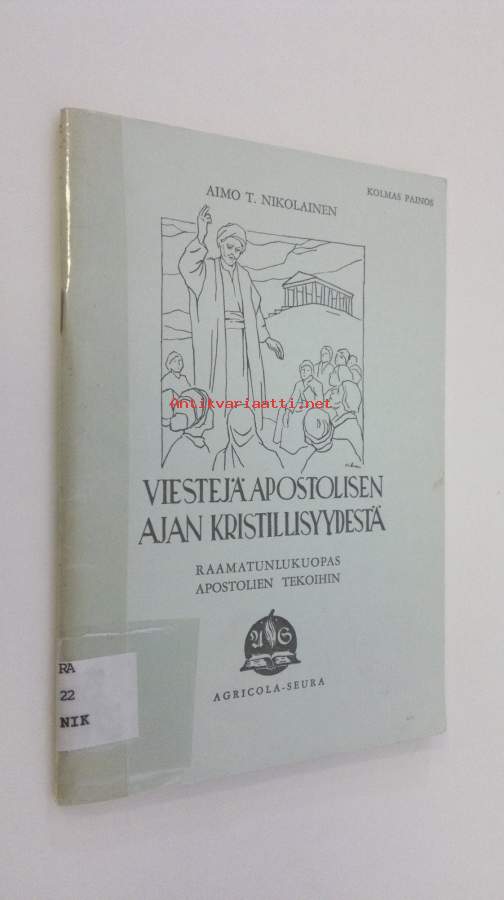 AIMO T. NIKOLAINEN
KOLMAS PAINOS
Antikvariaatti.net
VIESTEJÄ APOSTOLISEN
AJAN KRISTILLISYYDESTÄ
RAAMATUNLUKUOPAS
APOSTOLIEN TEKOIHIN
A S
AGRICOLA-SEURA
RA
22
NIK